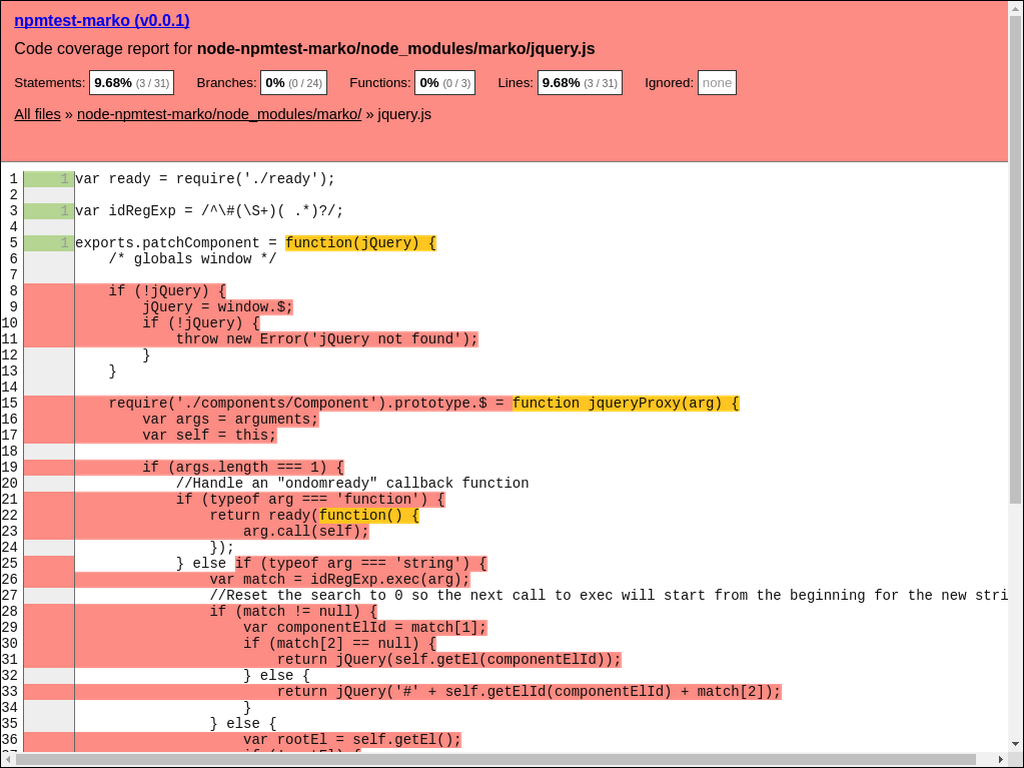 npmtest-marko (v0.0.1)
Code coverage report for node-npmtest-marko/node_modules/marko/jquery.js
Statements: 9.68% (3 / 31) Branches: 0% (0 / 24) Functions: 0% (0 / 3) Lines: 9.68% (3 / 31) Ignored: none
All files » node-npmtest-marko/node_modules/marko/ » jquery.js
1 1 var ready = require('./ready');
2
3 1 var idRegExp = /^\#(\S+)( .*)?/;
4
5 1 exports.patchComponent = function(jQuery) {
6 /* globals window */
7
8 if (!jQuery) {
9 jQuery = window.$;
10 if (!jQuery) {
11 throw new Error('jQuery not found');
12 }
13 }
14
15 require('./components/Component').prototype.$ = function jqueryProxy(arg) {
16 var args = arguments;
17 var self = this;
18
19 if (args.length === 1) {
20 //Handle an "ondomready" callback function
21 if (typeof arg === 'function') {
22 return ready(function() {
23 arg.call(self);
24 });
25 } else if (typeof arg === 'string') {
26 var match = idRegExp.exec(arg);
27 //Reset the search to 0 so the next call to exec will start from the beginning for the new stri
28 if (match != null) {
29 var componentElId = match[1];
30 if (match[2] == null) {
31 return jQuery(self.getEl(componentElId));
32 } else {
33 return jQuery('#' + self.getElId(componentElId) + match[2]);
34 }
35 } else {
36 var rootEl = self.getEl();